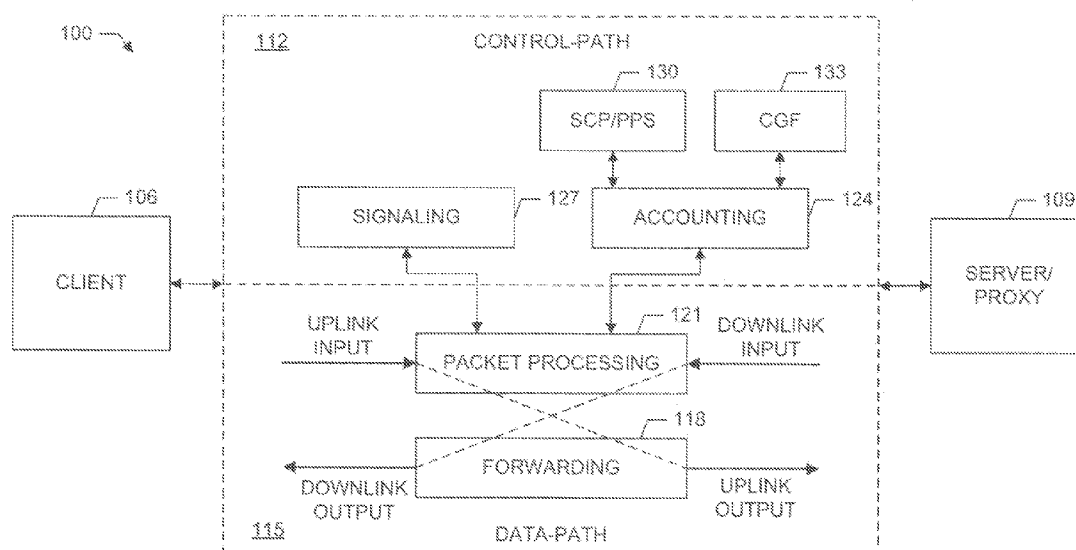 100
112
CONTROL-PATH
130
133
SCP/PPS
CGF
106
127
124
109
SIGNALING
ACCOUNTING
CLIENT
SERVER/
PROXY
121
UPLINK
INPUT
DOWNLINK
INPUT
PACKET PROCESSING
118
FORWARDING
DOWNLINK
OUTPUT
UPLINK
OUTPUT
115
DATA-PATH